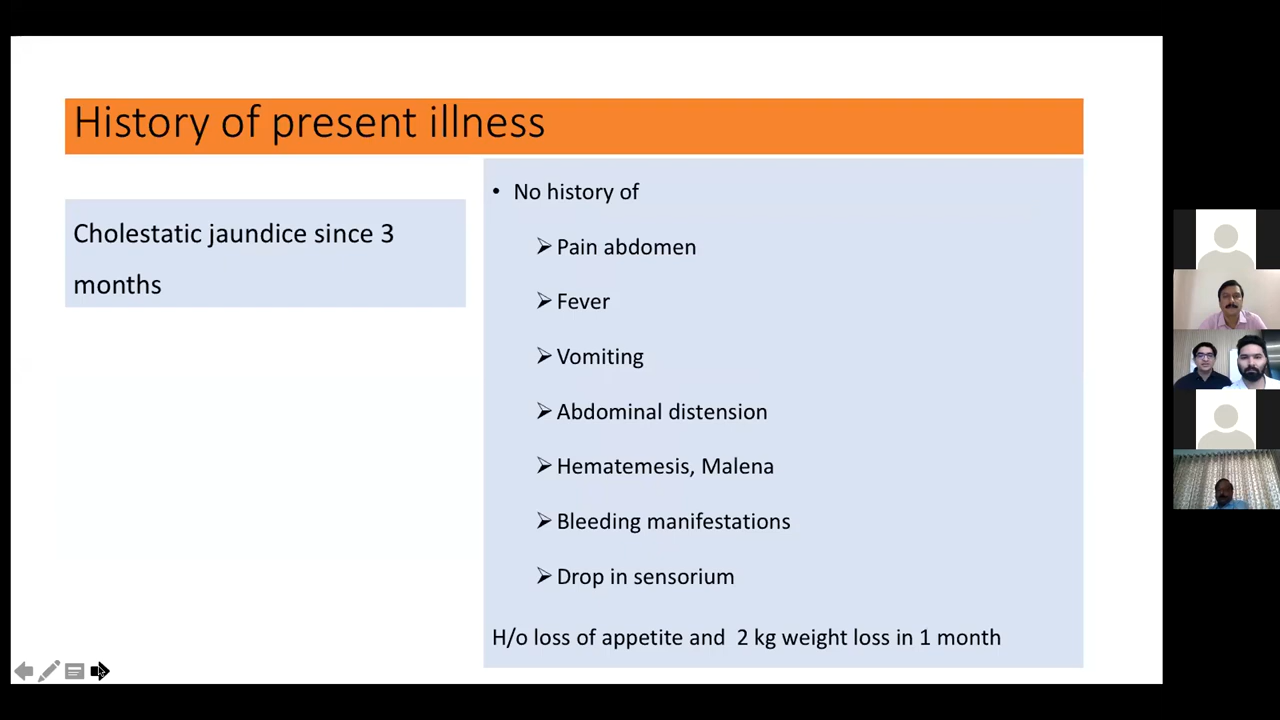 History of present illness
Cholestatic jaundice since 3
months
• No history of
➢ Pain abdomen
➢ Fever
➢ Vomiting
➢ Abdominal distension
➢ Hematemesis, Malena
➢ Bleeding manifestations
➢ Drop in sensorium
H/o loss of appetite and 2 kg weight loss in 1 month